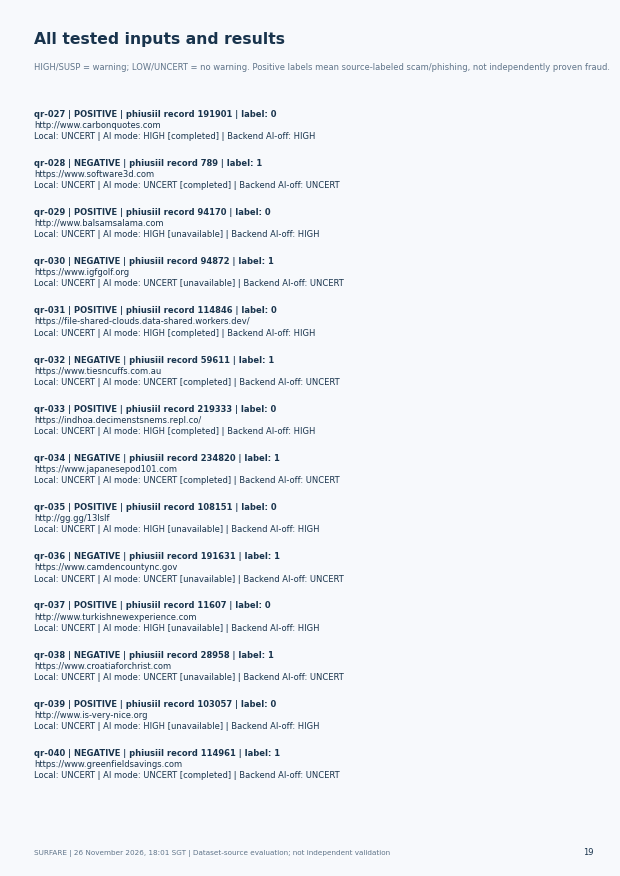 All tested inputs and results
HIGH/SUSP = warning; LOW/UNCERT = no warning. Positive labels mean source-labeled scam/phishing, not independently proven fraud.
qr-027 | POSITIVE | phiusiil record 191901 | label: 0
http://www.carbonquotes.com
Local: UNCERT | AI mode: HIGH [completed] | Backend AI-off: HIGH
qr-028 | NEGATIVE | phiusiil record 789 | label: 1
https://www.software3d.com
Local: UNCERT | AI mode: UNCERT [completed] | Backend AI-off: UNCERT
qr-029 | POSITIVE | phiusiil record 94170 | label: 0
http://www.balsamsalama.com
Local: UNCERT | AI mode: HIGH [unavailable] | Backend AI-off: HIGH
qr-030 | NEGATIVE | phiusiil record 94872 | label: 1
https://www.igfgolf.org
Local: UNCERT | AI mode: UNCERT [unavailable] | Backend AI-off: UNCERT
qr-031 | POSITIVE | phiusiil record 114846 | label: 0
https://file-shared-clouds.data-shared.workers.dev/
Local: UNCERT | AI mode: HIGH [completed] | Backend AI-off: HIGH
qr-032 | NEGATIVE | phiusiil record 59611 | label: 1
https://www.tiesncuffs.com.au
Local: UNCERT | AI mode: UNCERT [completed] | Backend AI-off: UNCERT
qr-033 | POSITIVE | phiusiil record 219333 | label: 0
https://indhoa.decimenstsnems.repl.co/
Local: UNCERT | AI mode: HIGH [completed] | Backend AI-off: HIGH
qr-034 | NEGATIVE | phiusiil record 234820 | label: 1
https://www.japanesepod101.com
Local: UNCERT | AI mode: UNCERT [completed] | Backend AI-off: UNCERT
qr-035 | POSITIVE | phiusiil record 108151 | label: 0
http://gg.gg/13lslf
Local: UNCERT | AI mode: HIGH [unavailable] | Backend AI-off: HIGH
qr-036 | NEGATIVE | phiusiil record 191631 | label: 1
https://www.camdencountync.gov
Local: UNCERT | AI mode: UNCERT [unavailable] | Backend AI-off: UNCERT
qr-037 | POSITIVE | phiusiil record 11607 | label: 0
http://www.turkishnewexperience.com
Local: UNCERT | AI mode: HIGH [unavailable] | Backend AI-off: HIGH
qr-038 | NEGATIVE | phiusiil record 28958 | label: 1
https://www.croatiaforchrist.com
Local: UNCERT | AI mode: UNCERT [unavailable] | Backend AI-off: UNCERT
qr-039 | POSITIVE | phiusiil record 103057 | label: 0
http://www.is-very-nice.org
Local: UNCERT | AI mode: HIGH [unavailable] | Backend AI-off: HIGH
qr-040 | NEGATIVE | phiusiil record 114961 | label: 1
https://www.greenfieldsavings.com
Local: UNCERT | AI mode: UNCERT [completed] | Backend AI-off: UNCERT
SURFARE | 26 November 2026, 18:01 SGT | Dataset-source evaluation; not independent validation
19